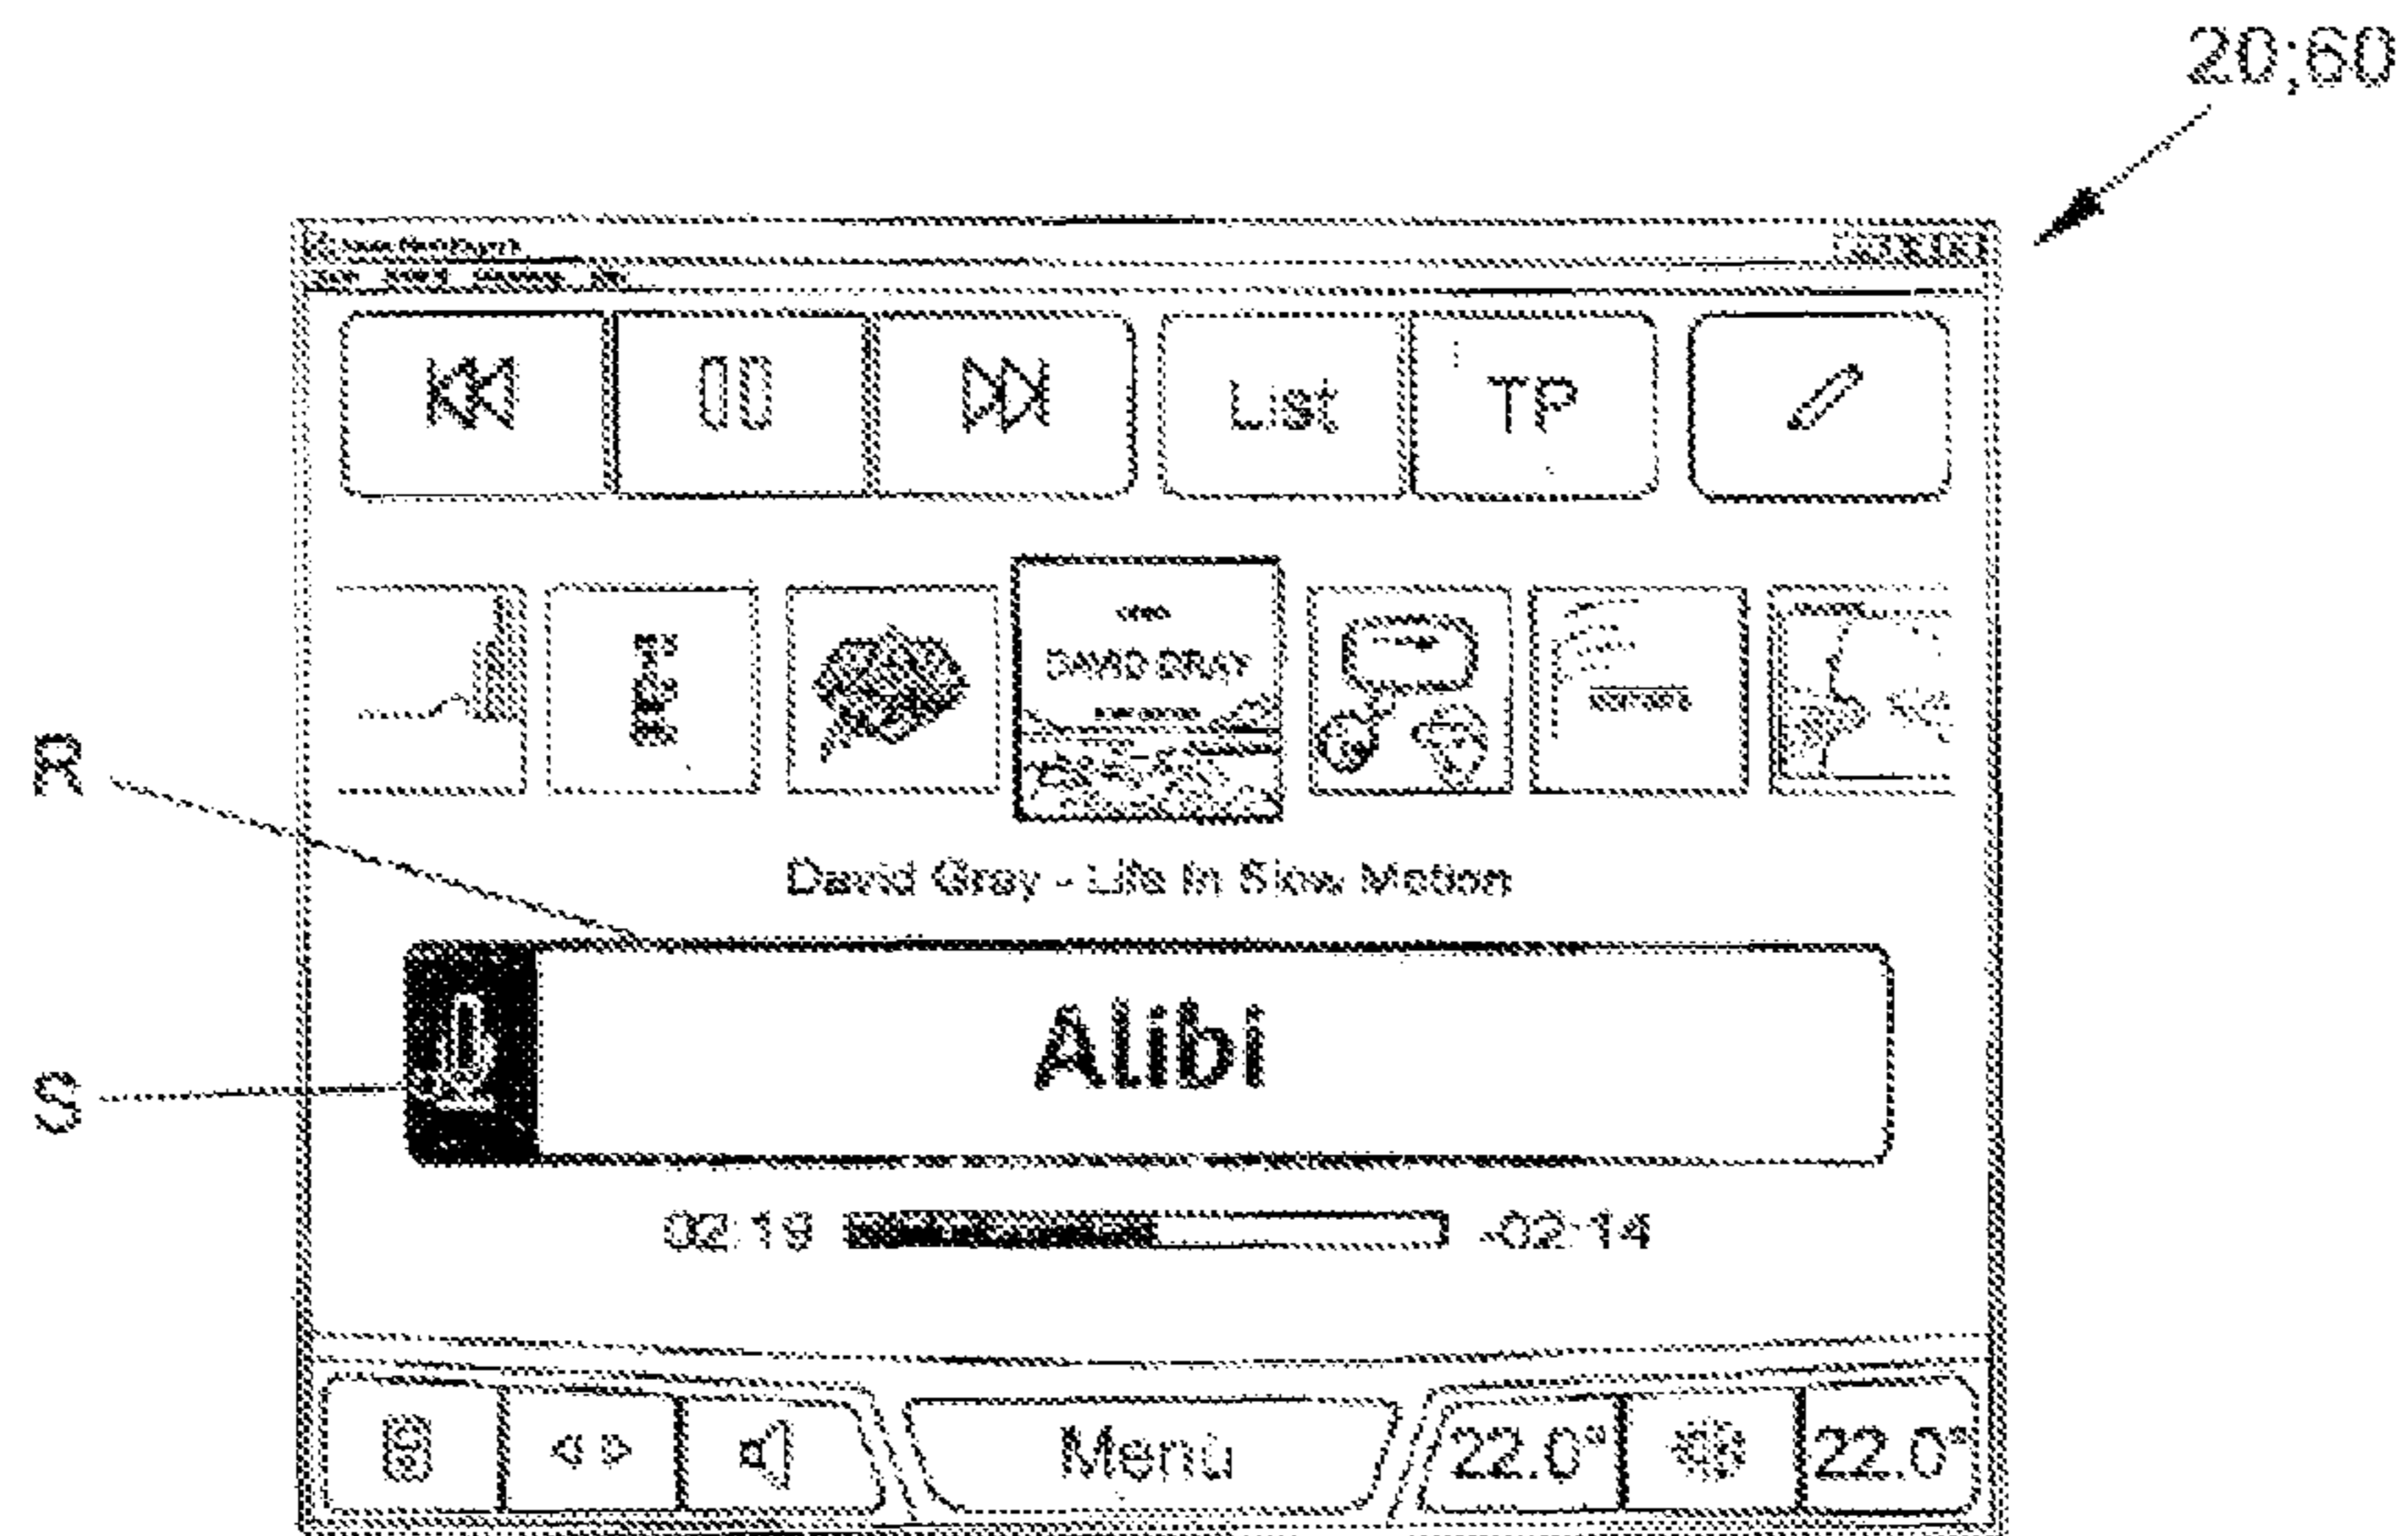 20;60
List TP
DAVID GRAY
R
David Gray - Life In Slow Motion
Alibi
S
02:19 -02:14
Menü 22.0° 22.0°